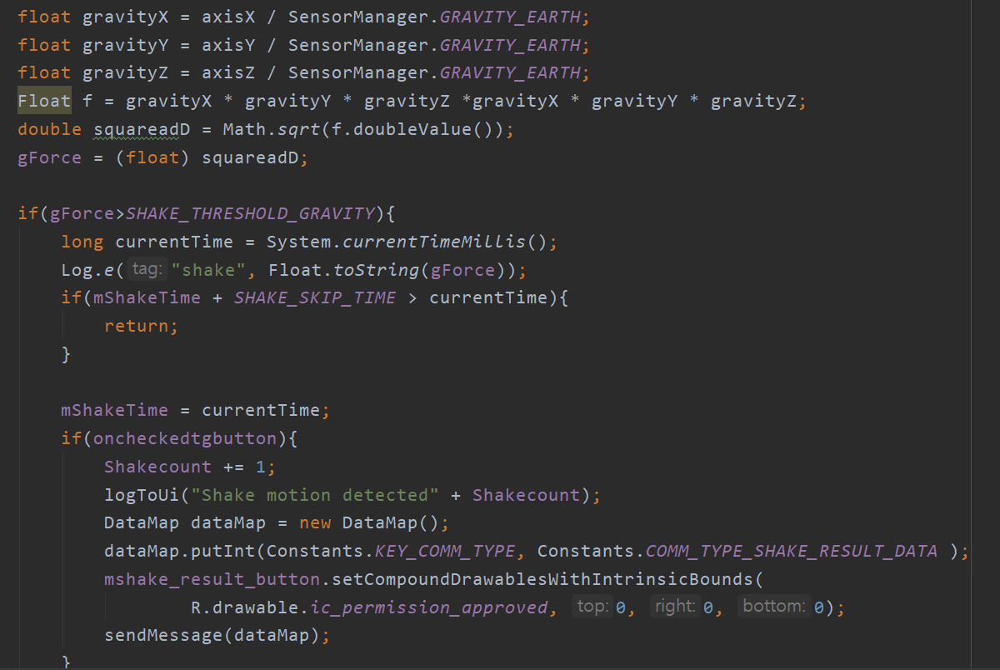 float gravityX = axisX / SensorManager.GRAVITY_EARTH;
float gravityY = axisY / SensorManager.GRAVITY_EARTH;
float gravityZ = axisZ / SensorManager.GRAVITY_EARTH;
Float f = gravityX * gravityY * gravityZ *gravityX * gravityY * gravityZ;
double squareadD = Math.sqrt(f.doubleValue());
gForce = (float) squareadD;
if(gForce>SHAKE_THRESHOLD_GRAVITY){
long currentTime = System.currentTimeMillis();
Log.e( tag: "shake", Float.toString(gForce));
if(mShakeTime + SHAKE_SKIP_TIME > currentTime){
return;
}
mShakeTime = currentTime;
if(oncheckedtgbutton){
Shakecount += 1;
logToUi("Shake motion detected" + Shakecount);
DataMap dataMap = new DataMap();
dataMap.putInt(Constants.KEY_COMM_TYPE, Constants.COMM_TYPE_SHAKE_RESULT_DATA );
mshake_result_button.setCompoundDrawablesWithIntrinsicBounds(
R.drawable.ic_permission_approved, top: 0, right: 0, bottom: 0);
sendMessage(dataMap);
}